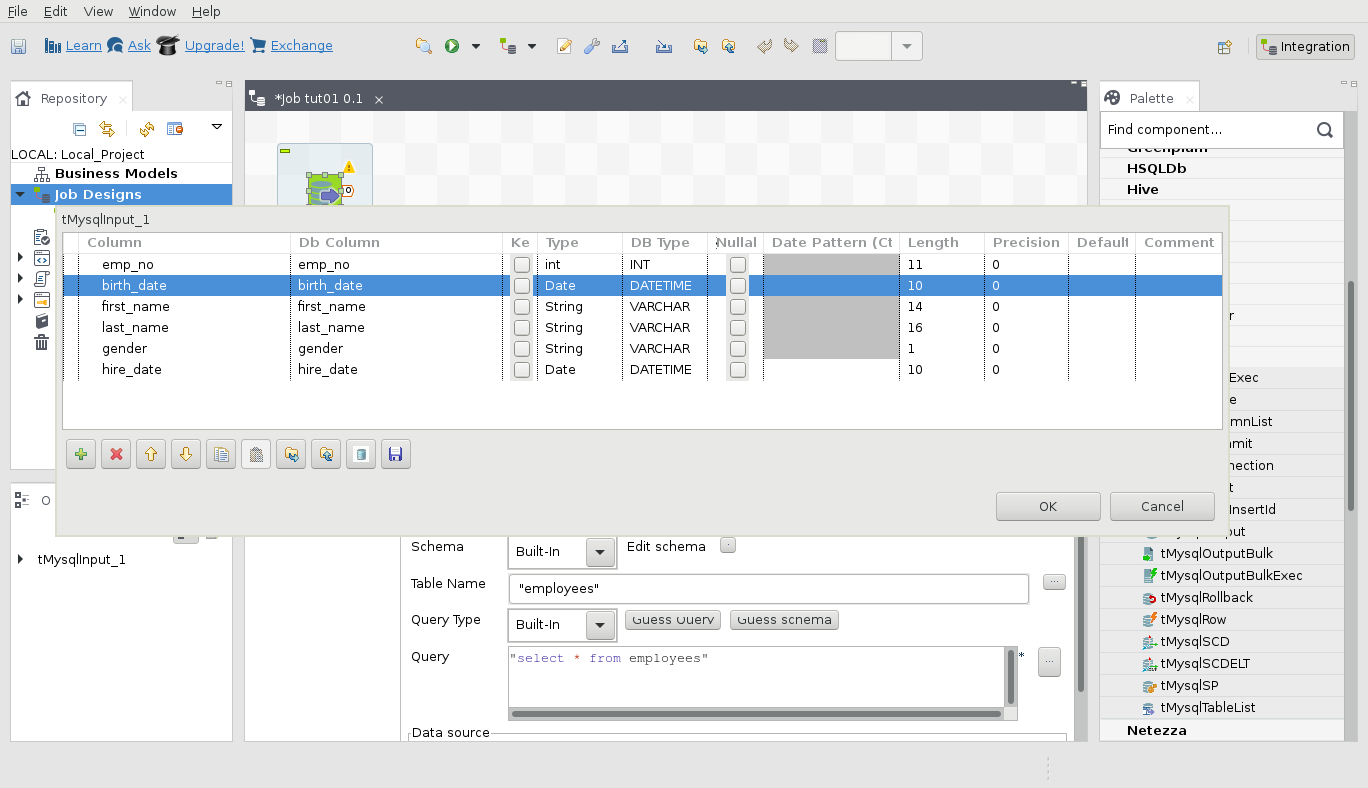 File Edit View Window Help
Learn Ask Upgrade! Exchange Integration
Repository
LOCAL: Local_Project
Business Models
Job Designs
*Job tut01 0.1
Palette
Find component...
HSQLDb
Hive
tMysqlInput_1
Column Db Column Ke Type DB Type Nullal Date Pattern (Ct Length Precision Default Comment
emp_no emp_no int INT 11 0
birth_date birth_date Date DATETIME 10 0
first_name first_name String VARCHAR 14 0
last_name last_name String VARCHAR 16 0
gender gender String VARCHAR 1 0
hire_date hire_date Date DATETIME 10 0
OK Cancel
O
tMysqlInput_1
Schema Built-In Edit schema
Table Name "employees" ...
Query Type Built-In Guess Query Guess schema
Query "select * from employees" * ...
Data source
r
Exec
e
mnList
mit
nection
t
InsertId
tMysqlOutputBulk
tMysqlOutputBulkExec
tMysqlRollback
tMysqlRow
tMysqlSCD
tMysqlSCDELT
tMysqlSP
tMysqlTableList
Netezza